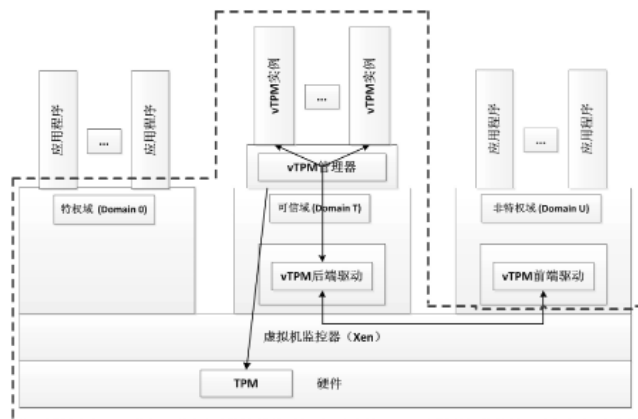 应用程序
...
应用程序
vTPM实例
...
vTPM实例
应用程序
...
应用程序
vTPM管理器
特权域 (Domain 0)
可信域 (Domain T)
非特权域 (Domain U)
vTPM后端驱动
vTPM前端驱动
虚拟机监控器（Xen）
TPM
硬件